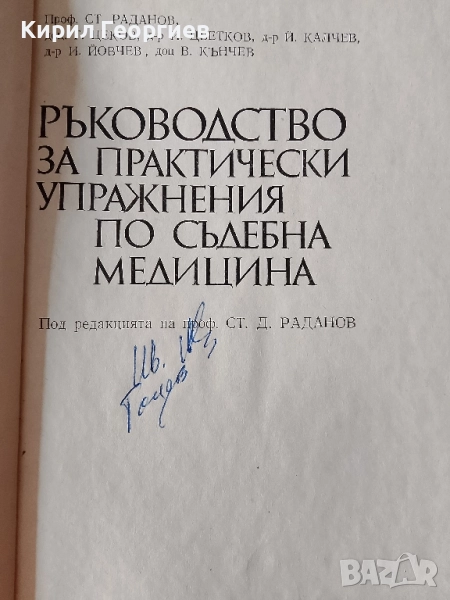 Проф. СТ. РАДАНОВ,
Кирил Георгиев
ЦВЕТКОВ, д-р Й. КАЛЧЕВ,
д-р И. ЙОВЧЕВ, доц В. КЪНЧЕВ
РЪКОВОДСТВО
ЗА ПРАКТИЧЕСКИ
УПРАЖНЕНИЯ
ПО СЪДЕБНА
МЕДИЦИНА
Под редакцията на проф. СТ. Д. РАДАНОВ
BAZAR